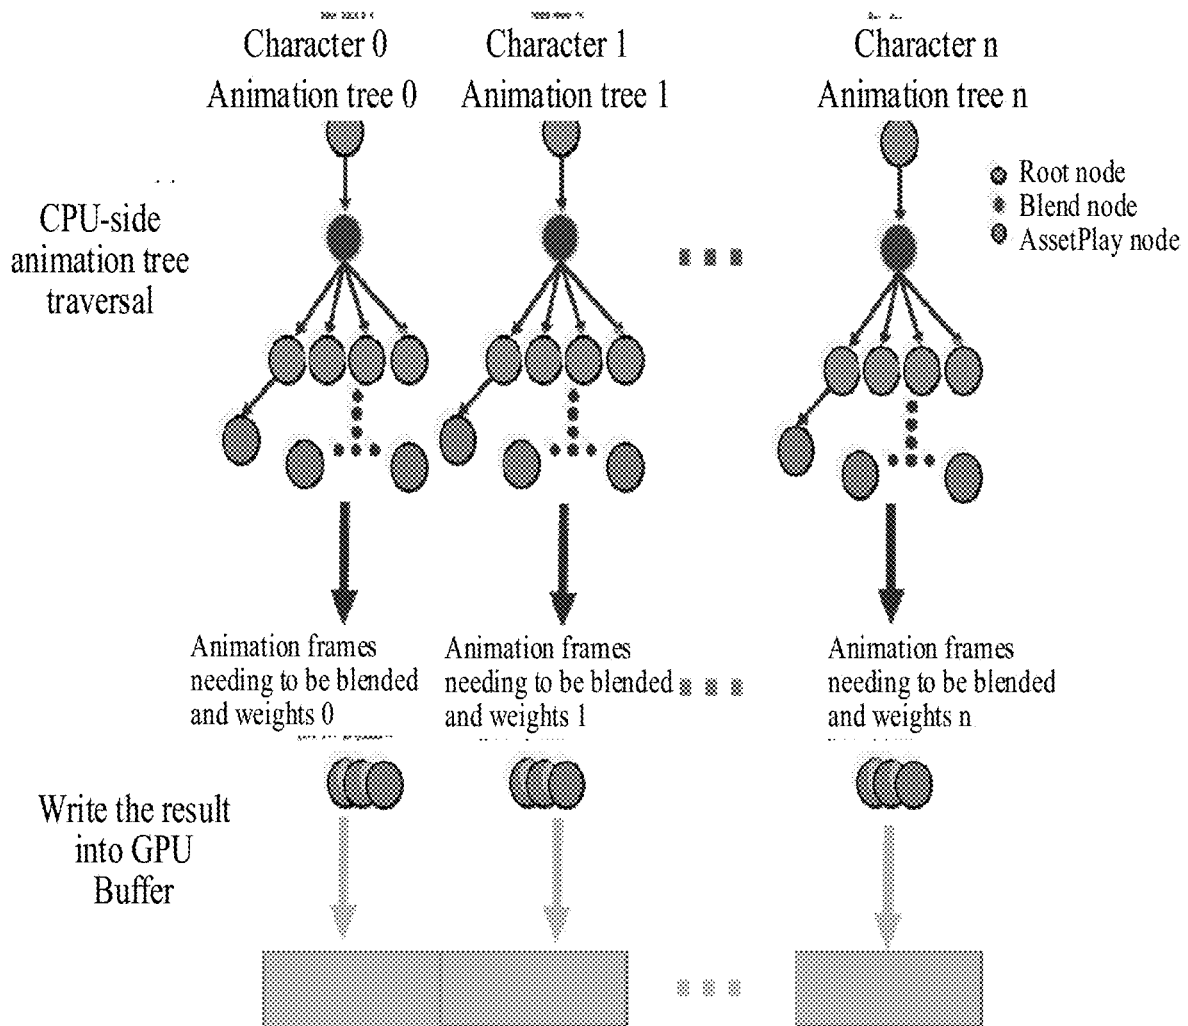 Character 0
Character 1
Character n
Animation tree 0
Animation tree 1
Animation tree n
Root node
Blend node
AssetPlay node
CPU-side
animation tree
traversal
Animation frames
needing to be blended
and weights 0
Animation frames
needing to be blended
and weights 1
Animation frames
needing to be blended
and weights n
Write the result
into GPU
Buffer